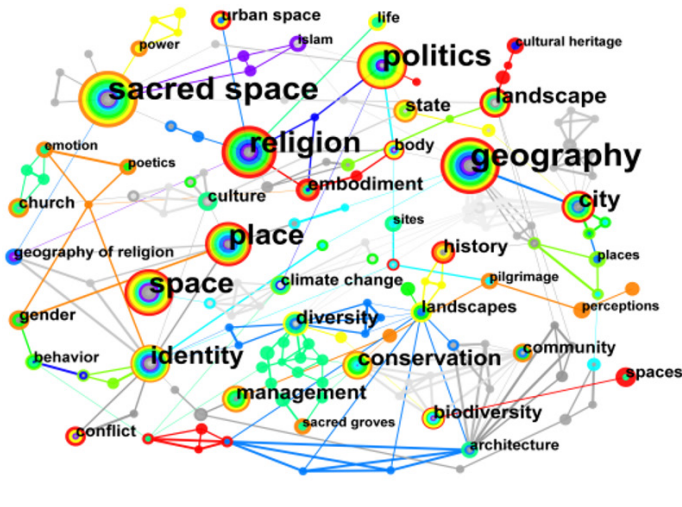 urban space
life
power
islam
cultural heritage
politics
sacred space
state
landscape
religion
body
geography
emotion
poetics
embodiment
church
culture
city
sites
place
history
geography of religion
places
space
climate change
pilgrimage
gender
diversity
landscapes
perceptions
behavior
identity
conservation
community
spaces
management
biodiversity
sacred groves
conflict
architecture